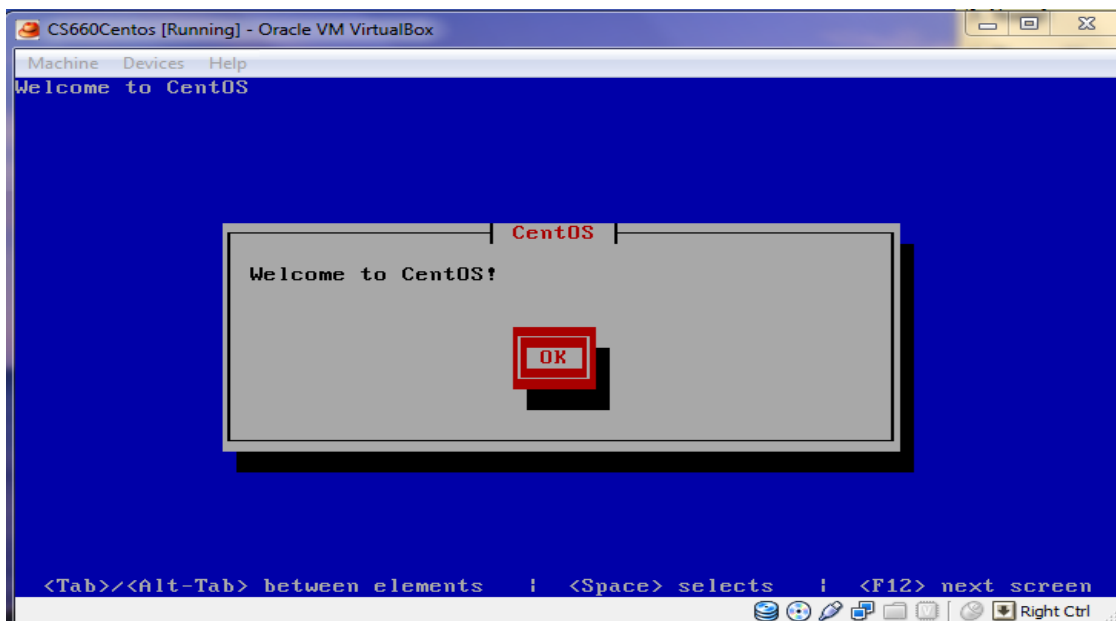 CS660Centos [Running] - Oracle VM VirtualBox
Machine Devices Help
Welcome to CentOS
CentOS
Welcome to CentOS!
OK
<Tab>/<Alt-Tab> between elements | <Space> selects | <F12> next screen
Right Ctrl